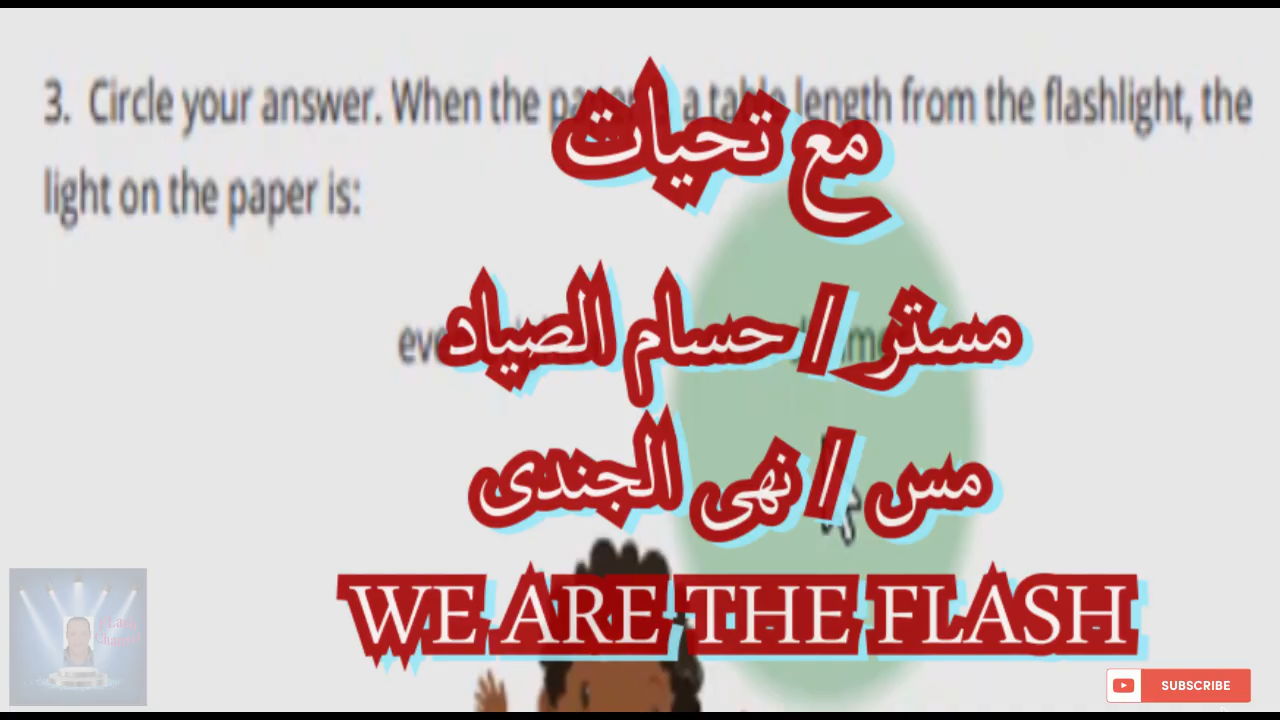 3. Circle your answer. When the a table length from the flashlight, the
light on the paper is:
مع تحيات
مستر / حسام الصياد
مس / نهى الجندى
WE ARE THE FLASH
SUBSCRIBE